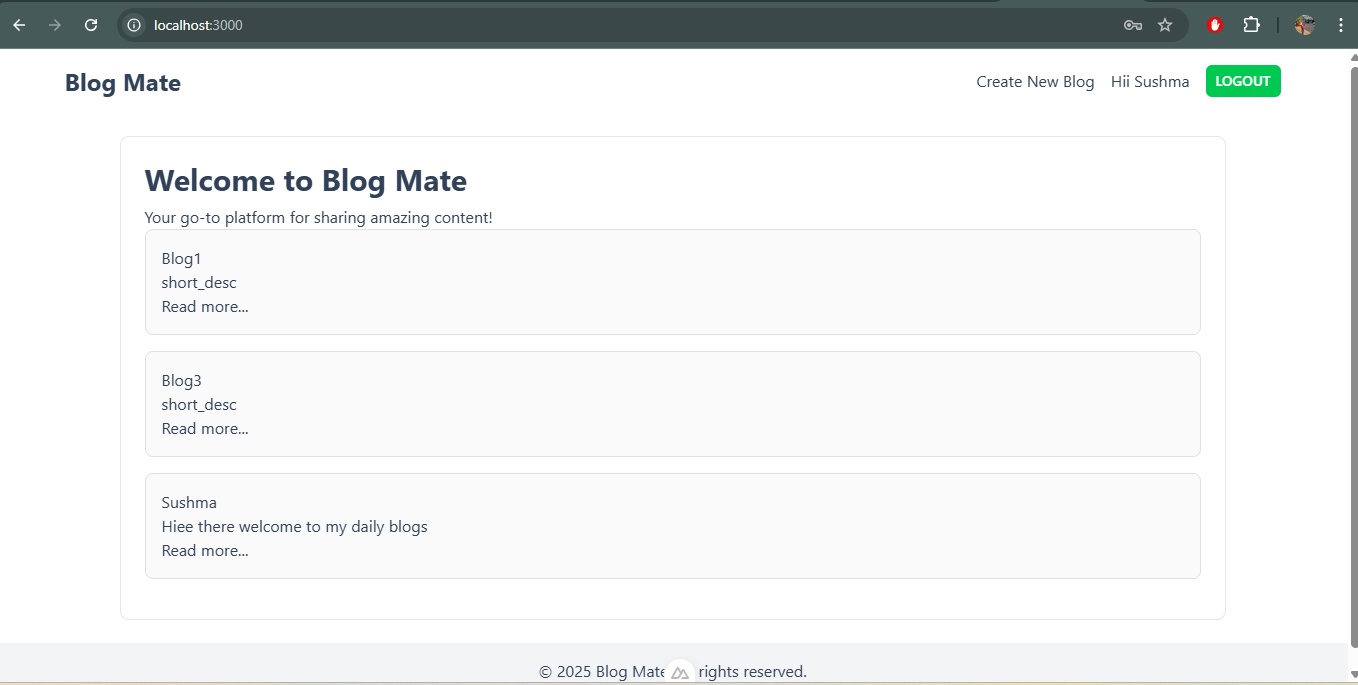 localhost:3000
Blog Mate
Create New Blog Hii Sushma LOGOUT
Welcome to Blog Mate
Your go-to platform for sharing amazing content!
Blog1
short_desc
Read more...
Blog3
short_desc
Read more...
Sushma
Hiee there welcome to my daily blogs
Read more...
© 2025 Blog Mate rights reserved.